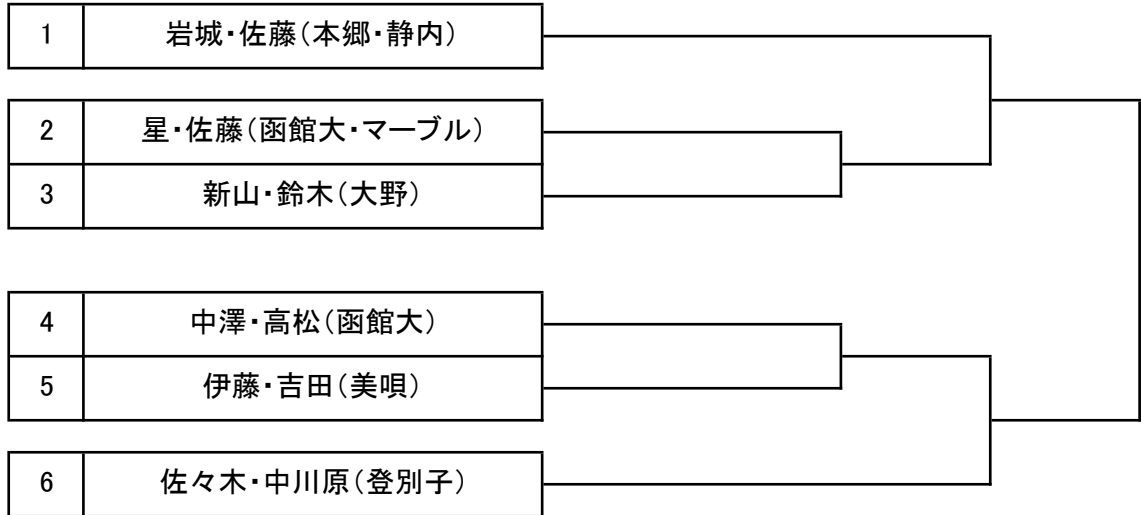 1 岩城・佐藤（本郷・静内）
2 星・佐藤（函館大・マーブル）
3 新山・鈴木（大野）
4 中澤・高松（函館大）
5 伊藤・吉田（美唄）
6 佐々木・中川原（登別子）